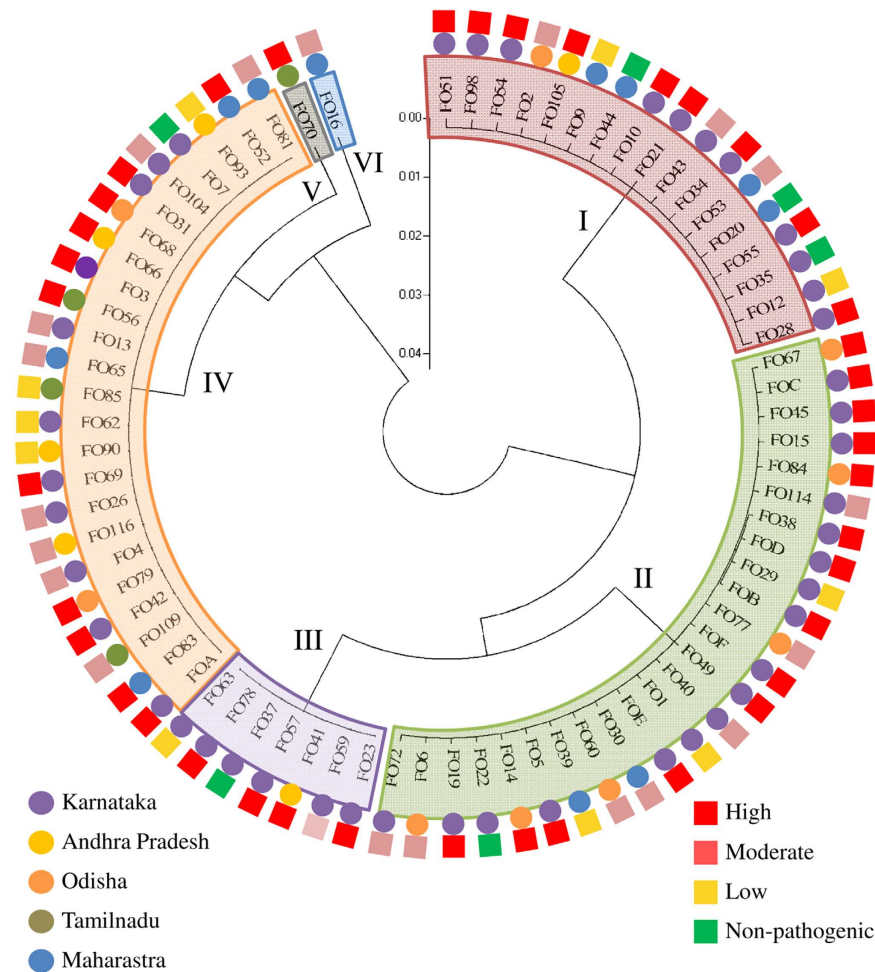 0.00
0.01
0.02
0.03
0.04
I
II
III
IV
V
VI
FO51
FO98
FO54
FO2
FO105
FO9
FO44
FO10
FO21
FO43
FO34
FO53
FO20
FO55
FO35
FO12
FO28
FO67
FOC
FO45
FO15
FO84
FO114
FO38
FOD
FO29
FOB
FO77
FOF
FO49
FO40
FO1
FOE
FO30
FO60
FO39
FO5
FO14
FO22
FO19
FO6
FO72
FO23
FO59
FO41
FO57
FO37
FO78
FO63
FOA
FO83
FO109
FO42
FO79
FO4
FO116
FO26
FO69
FO90
FO62
FO85
FO65
FO13
FO56
FO3
FO66
FO68
FO31
FO104
FO7
FO93
FO52
FO81
FO70
FO16
Karnataka
Andhra Pradesh
Odisha
Tamilnadu
Maharastra
High
Moderate
Low
Non-pathogenic